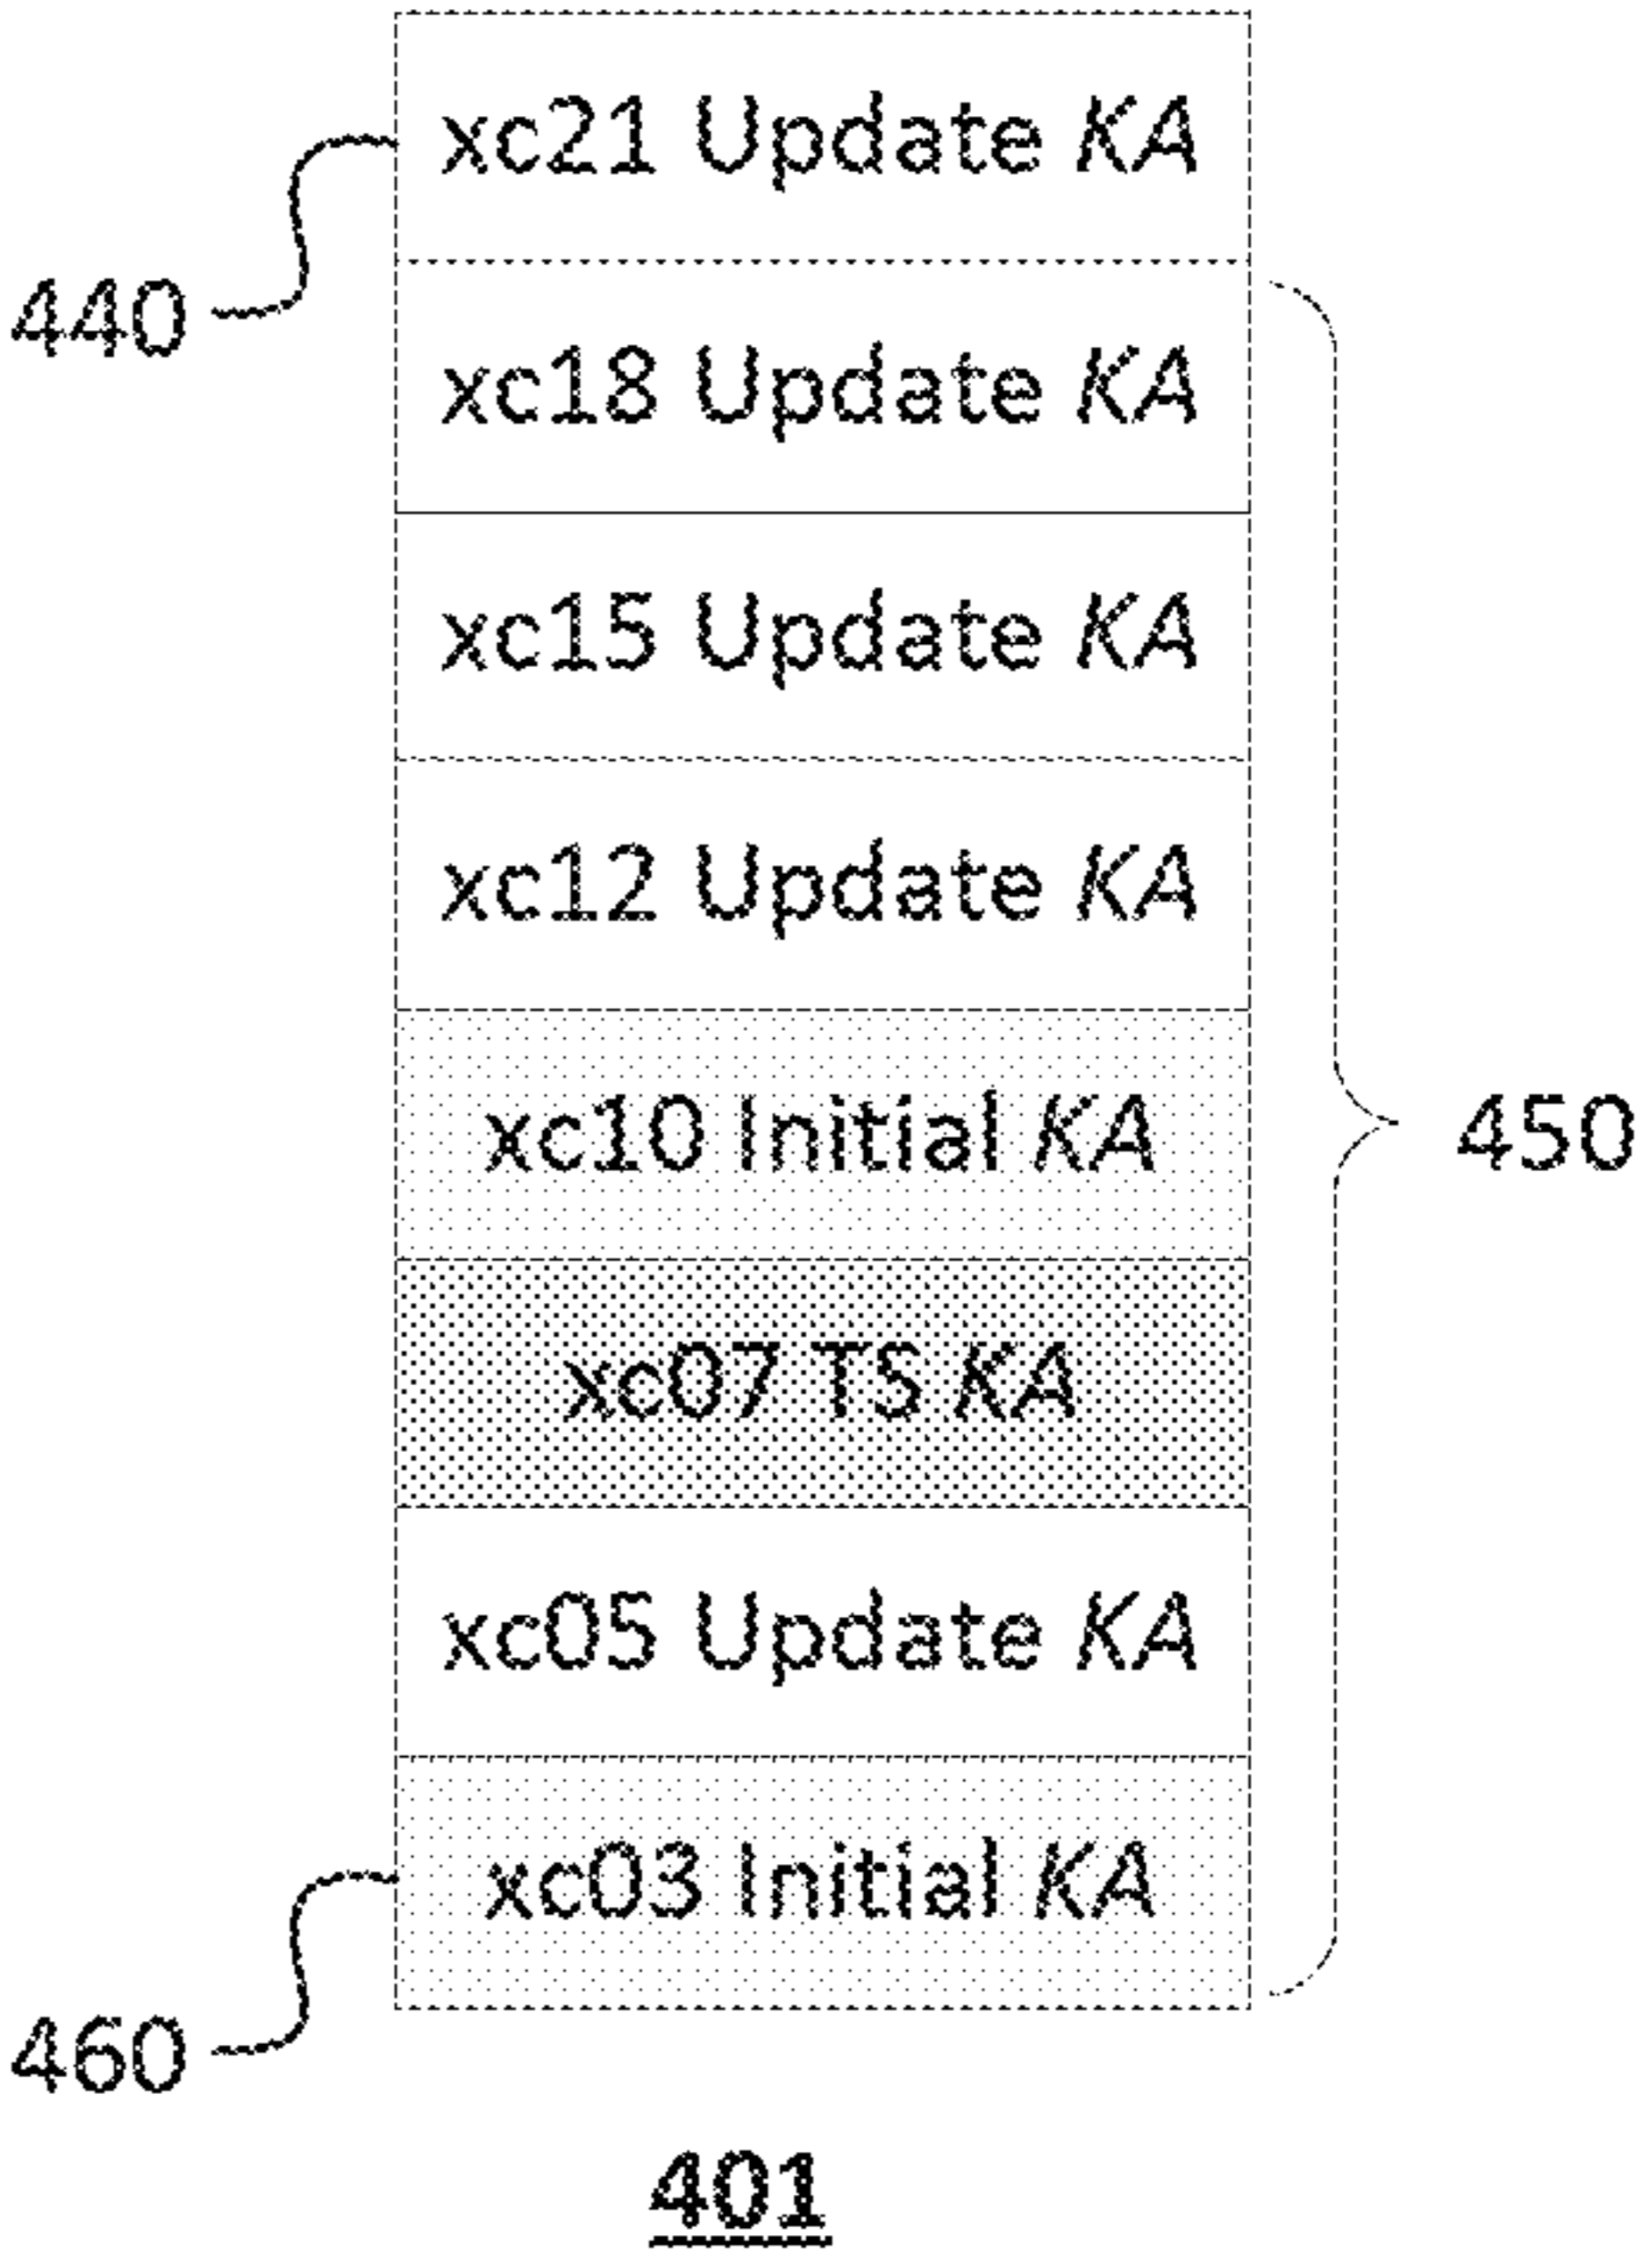 xc21 Update KA
440
xc18 Update KA
xc15 Update KA
xc12 Update KA
xc10 Initial KA
450
xc07 TS KA
xc05 Update KA
xc03 Initial KA
460
401